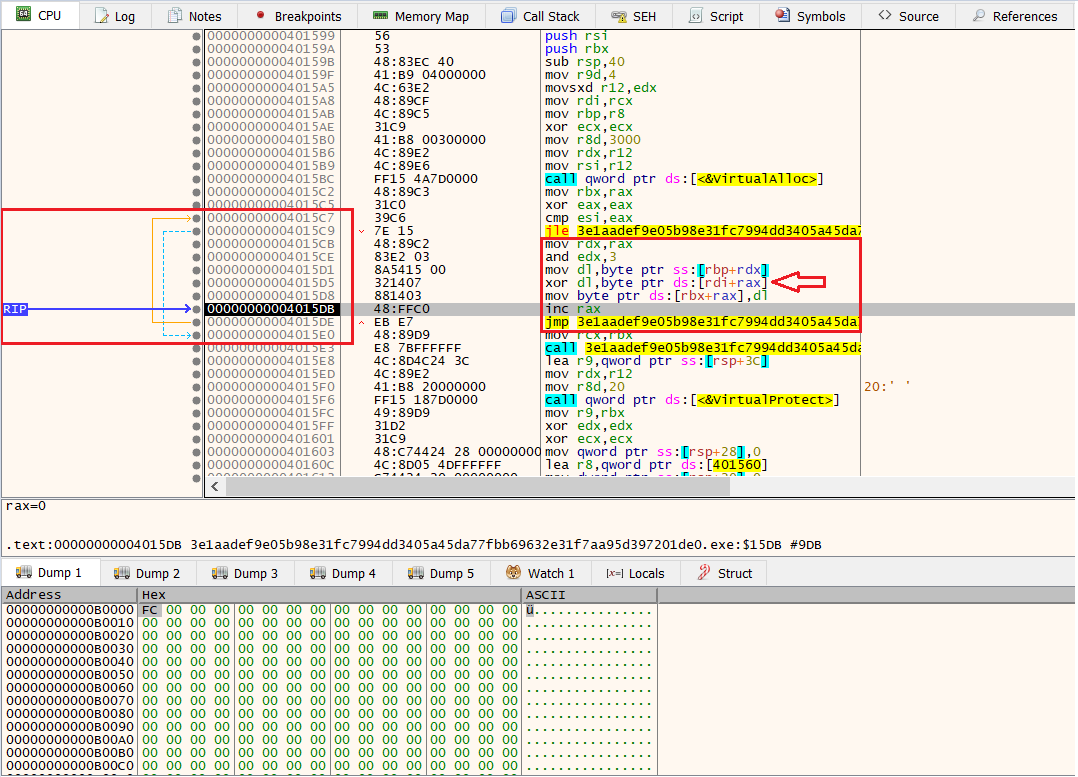 CPU Log Notes Breakpoints Memory Map Call Stack SEH Script Symbols Source References
0000000000401599 56 push rsi
000000000040159A 53 push rbx
000000000040159B 48:83EC 40 sub rsp,40
000000000040159F 41:B9 04000000 mov r9d,4
00000000004015A5 4C:63E2 movsxd r12,edx
00000000004015A8 48:89CF mov rdi,rcx
00000000004015AB 4C:89C5 mov rbp,r8
00000000004015AE 31C9 xor ecx,ecx
00000000004015B0 41:B8 00300000 mov r8d,3000
00000000004015B6 4C:89E2 mov rdx,r12
00000000004015B9 4C:89E6 mov rsi,r12
00000000004015BC FF15 4A7D0000 call qword ptr ds:[<&VirtualAlloc>]
00000000004015C2 48:89C3 mov rbx,rax
00000000004015C5 31C0 xor eax,eax
00000000004015C7 39C6 cmp esi,eax
00000000004015C9 7E 15 jle 3e1aadef9e05b98e31fc7994dd3405a45da7
00000000004015CB 48:89C2 mov rdx,rax
00000000004015CE 83E2 03 and edx,3
00000000004015D1 8A5415 00 mov dl,byte ptr ss:[rbp+rdx]
00000000004015D5 321407 xor dl,byte ptr ds:[rdi+rax]
00000000004015D8 881403 mov byte ptr ds:[rbx+rax],dl
RIP 00000000004015DB 48:FFC0 inc rax
00000000004015DE EB E7 jmp 3e1aadef9e05b98e31fc7994dd3405a45da
00000000004015E0 48:89D9 mov rcx,rbx
00000000004015E3 E8 7BFFFFFF call 3e1aadef9e05b98e31fc7994dd3405a45da
00000000004015E8 4C:8D4C24 3C lea r9,qword ptr ss:[rsp+3C]
00000000004015ED 4C:89E2 mov rdx,r12
00000000004015F0 41:B8 20000000 mov r8d,20 20:' '
00000000004015F6 FF15 187D0000 call qword ptr ds:[<&VirtualProtect>]
00000000004015FC 49:89D9 mov r9,rbx
00000000004015FF 31D2 xor edx,edx
0000000000401601 31C9 xor ecx,ecx
0000000000401603 48:C74424 28 00000000 mov qword ptr ss:[rsp+28],0
000000000040160C 4C:8D05 4DFFFFFF lea r8,qword ptr ds:[401560]
rax=0
.text:00000000004015DB 3e1aadef9e05b98e31fc7994dd3405a45da77fbb69632e31f7aa95d397201de0.exe:$15DB #9DB
Dump 1 Dump 2 Dump 3 Dump 4 Dump 5 Watch 1 [x=] Locals Struct
Address Hex ASCII
00000000000B0000 FC 00 00 00 00 00 00 00 00 00 00 00 00 00 00 00 ü...............
00000000000B0010 00 00 00 00 00 00 00 00 00 00 00 00 00 00 00 00 ................
00000000000B0020 00 00 00 00 00 00 00 00 00 00 00 00 00 00 00 00 ................
00000000000B0030 00 00 00 00 00 00 00 00 00 00 00 00 00 00 00 00 ................
00000000000B0040 00 00 00 00 00 00 00 00 00 00 00 00 00 00 00 00 ................
00000000000B0050 00 00 00 00 00 00 00 00 00 00 00 00 00 00 00 00 ................
00000000000B0060 00 00 00 00 00 00 00 00 00 00 00 00 00 00 00 00 ................
00000000000B0070 00 00 00 00 00 00 00 00 00 00 00 00 00 00 00 00 ................
00000000000B0080 00 00 00 00 00 00 00 00 00 00 00 00 00 00 00 00 ................
00000000000B0090 00 00 00 00 00 00 00 00 00 00 00 00 00 00 00 00 ................
00000000000B00A0 00 00 00 00 00 00 00 00 00 00 00 00 00 00 00 00 ................
00000000000B00B0 00 00 00 00 00 00 00 00 00 00 00 00 00 00 00 00 ................
00000000000B00C0 00 00 00 00 00 00 00 00 00 00 00 00 00 00 00 00 ................